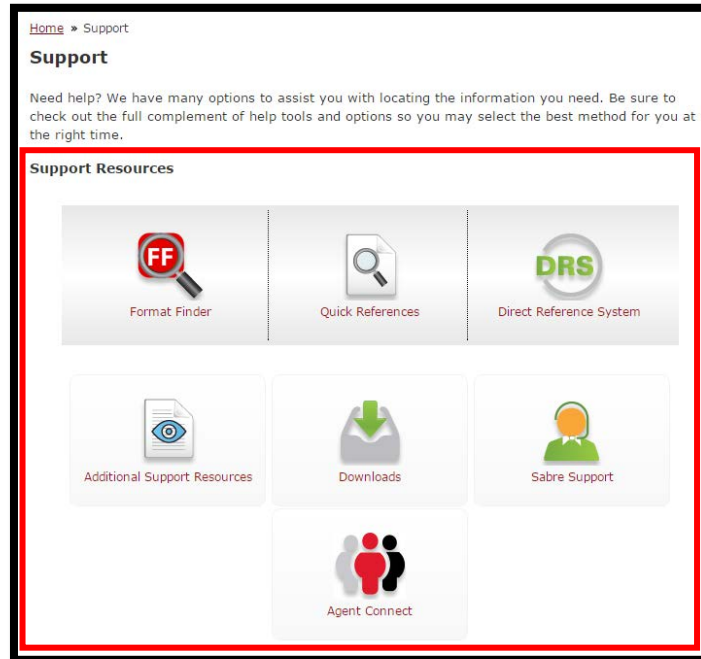 Home » Support
Support
Need help? We have many options to assist you with locating the information you need. Be sure to
check out the full complement of help tools and options so you may select the best method for you at
the right time.
Support Resources
FF
DRS
Format Finder
Quick References
Direct Reference System
Additional Support Resources
Downloads
Sabre Support
Agent Connect